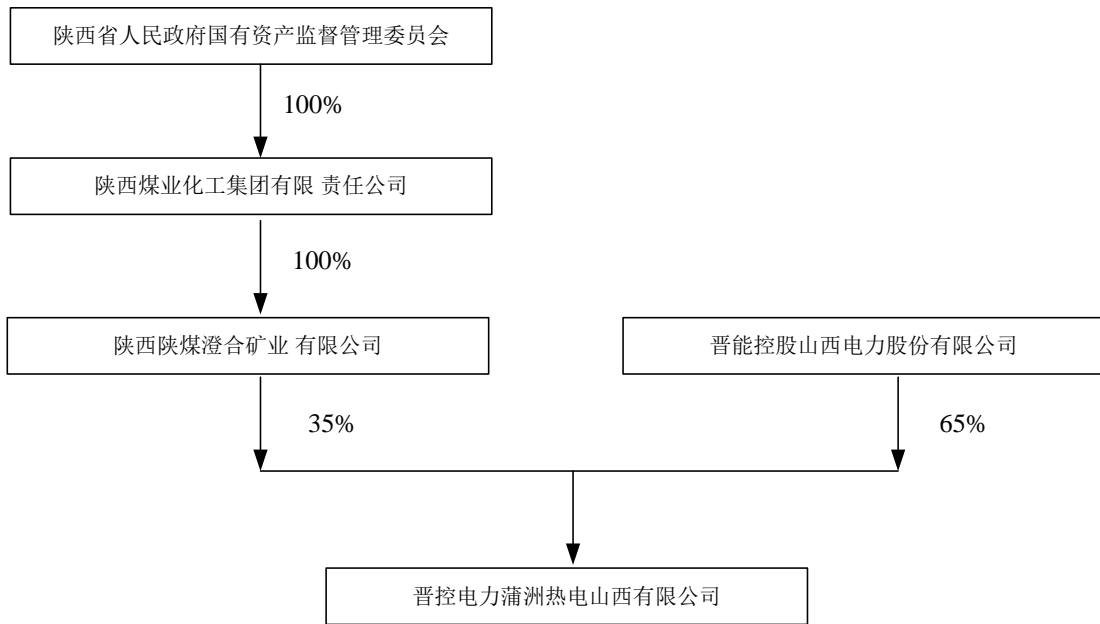 陕西省人民政府国有资产监督管理委员会
100%
陕西煤业化工集团有限 责任公司
100%
陕西陕煤澄合矿业 有限公司
晋能控股山西电力股份有限公司
35%
65%
晋控电力蒲洲热电山西有限公司